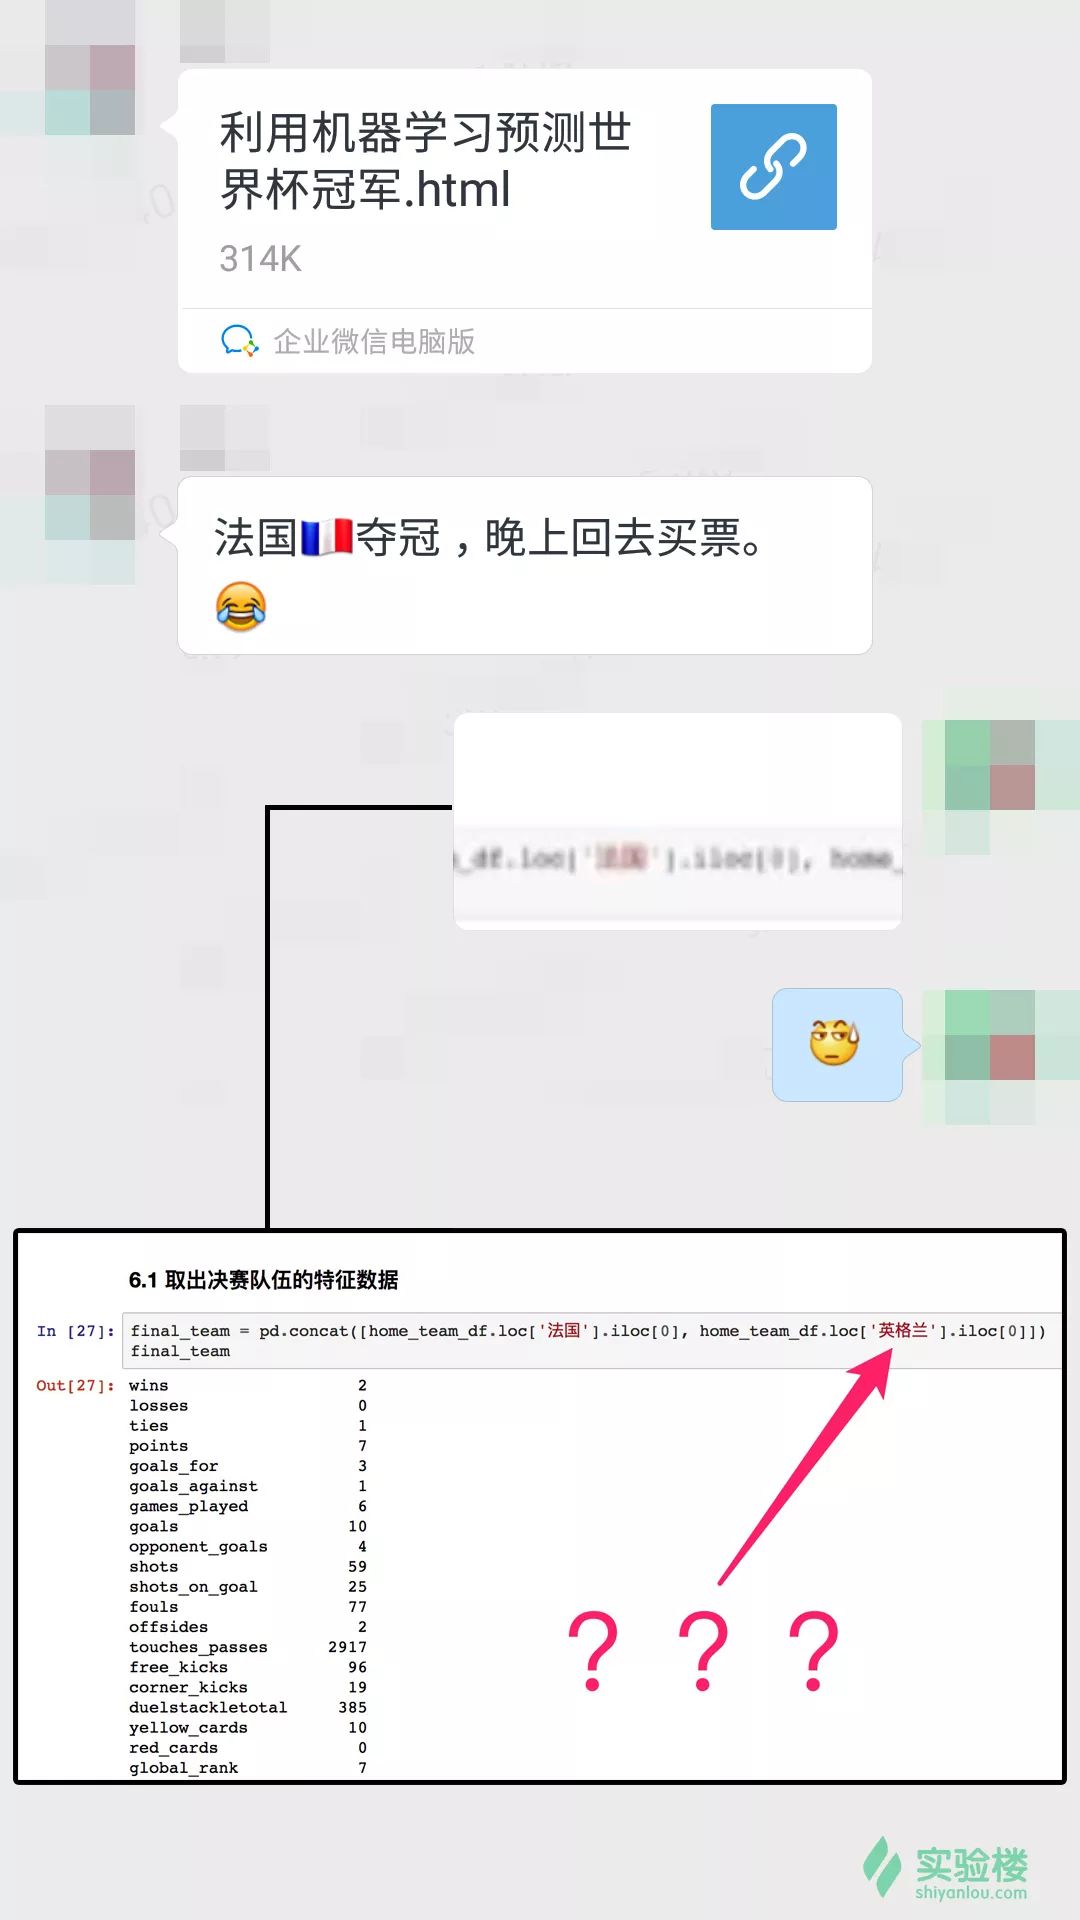 利用机器学习预测世
界杯冠军.html
314K
企业微信电脑版
法国🇫🇷夺冠，晚上回去买票。
😂
_df.loc['法国'].iloc[0], home_
6.1 取出决赛队伍的特征数据
In [27]: final_team = pd.concat([home_team_df.loc['法国'].iloc[0], home_team_df.loc['英格兰'].iloc[0]])
final_team
Out[27]: wins 2
losses 0
ties 1
points 7
goals_for 3
goals_against 1
games_played 6
goals 10
opponent_goals 4
shots 59
shots_on_goal 25
fouls 77
offsides 2
touches_passes 2917
free_kicks 96
corner_kicks 19
duelstackletotal 385
yellow_cards 10
red_cards 0
global_rank 7
？？？
实验楼
shiyanlou.com